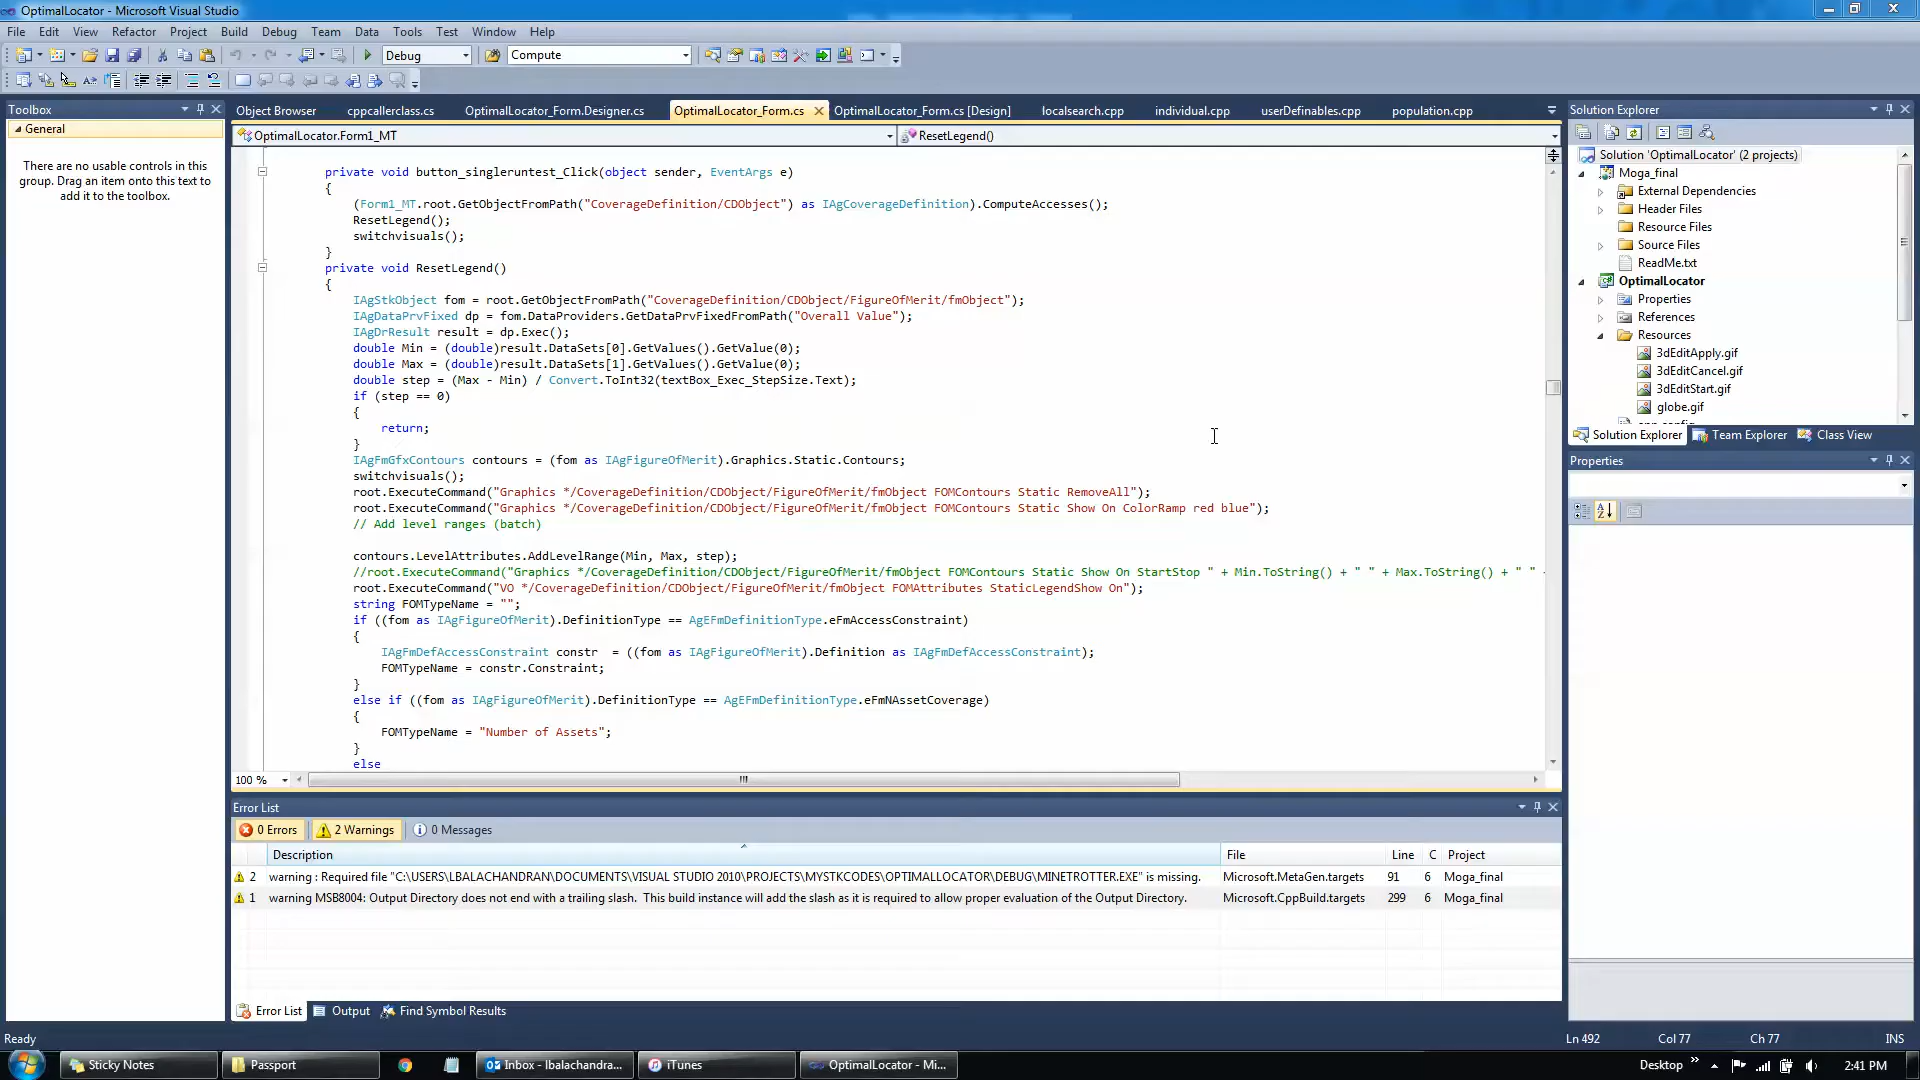 OptimalLocator - Microsoft Visual Studio
File Edit View Refactor Project Build Debug Team Data Tools Test Window Help
Debug Compute
Toolbox
General
There are no usable controls in this
group. Drag an item onto this text to
add it to the toolbox.
Object Browser cppcallerclass.cs OptimalLocator_Form.Designer.cs OptimalLocator_Form.cs OptimalLocator_Form.cs [Design] localsearch.cpp individual.cpp userDefinables.cpp population.cpp
OptimalLocator.Form1_MT ResetLegend()
private void button_singleruntest_Click(object sender, EventArgs e)
{
(Form1_MT.root.GetObjectFromPath("CoverageDefinition/CDObject") as IAgCoverageDefinition).ComputeAccesses();
ResetLegend();
switchvisuals();
}
private void ResetLegend()
{
IAgStkObject fom = root.GetObjectFromPath("CoverageDefinition/CDObject/FigureOfMerit/fmObject");
IAgDataPrvFixed dp = fom.DataProviders.GetDataPrvFixedFromPath("Overall Value");
IAgDrResult result = dp.Exec();
double Min = (double)result.DataSets[0].GetValues().GetValue(0);
double Max = (double)result.DataSets[1].GetValues().GetValue(0);
double step = (Max - Min) / Convert.ToInt32(textBox_Exec_StepSize.Text);
if (step == 0)
{
return;
}
IAgFmGfxContours contours = (fom as IAgFigureOfMerit).Graphics.Static.Contours;
switchvisuals();
root.ExecuteCommand("Graphics */CoverageDefinition/CDObject/FigureOfMerit/fmObject FOMContours Static RemoveAll");
root.ExecuteCommand("Graphics */CoverageDefinition/CDObject/FigureOfMerit/fmObject FOMContours Static Show On ColorRamp red blue");
// Add level ranges (batch)
contours.LevelAttributes.AddLevelRange(Min, Max, step);
//root.ExecuteCommand("Graphics */CoverageDefinition/CDObject/FigureOfMerit/fmObject FOMContours Static Show On StartStop " + Min.ToString() + " " + Max.ToString() + " " +
root.ExecuteCommand("VO */CoverageDefinition/CDObject/FigureOfMerit/fmObject FOMAttributes StaticLegendShow On");
string FOMTypeName = "";
if ((fom as IAgFigureOfMerit).DefinitionType == AgEFmDefinitionType.eFmAccessConstraint)
{
IAgFmDefAccessConstraint constr = ((fom as IAgFigureOfMerit).Definition as IAgFmDefAccessConstraint);
FOMTypeName = constr.Constraint;
}
else if ((fom as IAgFigureOfMerit).DefinitionType == AgEFmDefinitionType.eFmNAssetCoverage)
{
FOMTypeName = "Number of Assets";
}
else
100 %
Solution Explorer
Solution 'OptimalLocator' (2 projects)
Moga_final
External Dependencies
Header Files
Resource Files
Source Files
ReadMe.txt
OptimalLocator
Properties
References
Resources
3dEditApply.gif
3dEditCancel.gif
3dEditStart.gif
globe.gif
Solution Explorer Team Explorer Class View
Properties
Error List
0 Errors 2 Warnings 0 Messages
Description File Line C Project
2 warning : Required file "C:\USERS\LBALACHANDRAN\DOCUMENTS\VISUAL STUDIO 2010\PROJECTS\MYSTKCODES\OPTIMALLOCATOR\DEBUG\MINETROTTER.EXE" is missing. Microsoft.MetaGen.targets 91 6 Moga_final
1 warning MSB8004: Output Directory does not end with a trailing slash. This build instance will add the slash as it is required to allow proper evaluation of the Output Directory. Microsoft.CppBuild.targets 299 6 Moga_final
Error List Output Find Symbol Results
Ready Ln 492 Col 77 Ch 77 INS
Sticky Notes Passport Inbox - lbalachandra... iTunes OptimalLocator - Mi... Desktop 2:41 PM